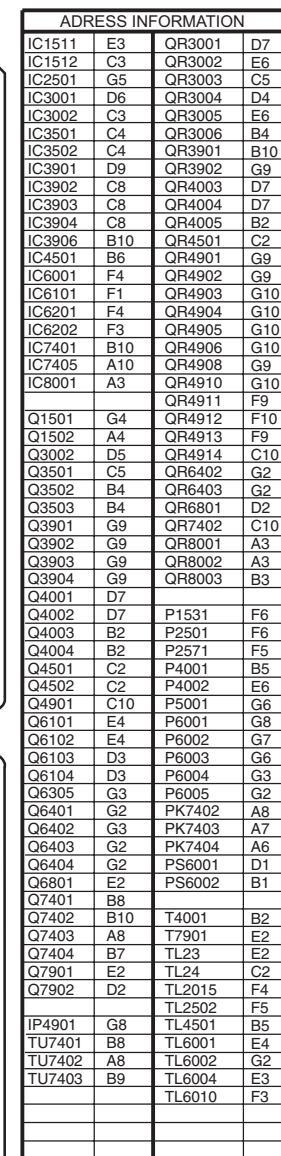 ADRESS INFORMATION
IC1511 E3 QR3001 D7
IC1512 C3 QR3002 E6
IC2501 G5 QR3003 C5
IC3001 D6 QR3004 D4
IC3002 C3 QR3005 E6
IC3501 C4 QR3006 B4
IC3502 C4 QR3901 B10
IC3901 D9 QR3902 G9
IC3902 C8 QR4003 D7
IC3903 C8 QR4004 D7
IC3904 C8 QR4005 B2
IC3906 B10 QR4501 C2
IC4501 B6 QR4901 G9
IC6001 F4 QR4902 G9
IC6101 F1 QR4903 G10
IC6201 F4 QR4904 G10
IC6202 F3 QR4905 G10
IC7401 B10 QR4906 G10
IC7405 A10 QR4908 G9
IC8001 A3 QR4910 G10
QR4911 F9
Q1501 G4 QR4912 F10
Q1502 A4 QR4913 F9
Q3002 D5 QR4914 C10
Q3501 C5 QR6402 G2
Q3502 B4 QR6403 G2
Q3503 B4 QR6801 D2
Q3901 G9 QR7402 C10
Q3902 G9 QR8001 A3
Q3903 G9 QR8002 A3
Q3904 G9 QR8003 B3
Q4001 D7
Q4002 D7 P1531 F6
Q4003 B2 P2501 F6
Q4004 B2 P2571 F5
Q4501 C2 P4001 B5
Q4502 C2 P4002 E6
Q4901 C10 P5001 G6
Q6101 E4 P6001 G8
Q6102 E4 P6002 G7
Q6103 D3 P6003 G6
Q6104 D3 P6004 G3
Q6305 G3 P6005 G2
Q6401 G2 PK7402 A8
Q6402 G3 PK7403 A7
Q6403 G2 PK7404 A6
Q6404 G2 PS6001 D1
Q6801 E2 PS6002 B1
Q7401 B8
Q7402 B10 T4001 B2
Q7403 A8 T7901 E2
Q7404 B7 TL23 E2
Q7901 E2 TL24 C2
Q7902 D2 TL2015 F4
TL2502 F5
IP4901 G8 TL4501 B5
TU7401 B8 TL6001 E4
TU7402 A8 TL6002 G2
TU7403 B9 TL6004 E3
TL6010 F3